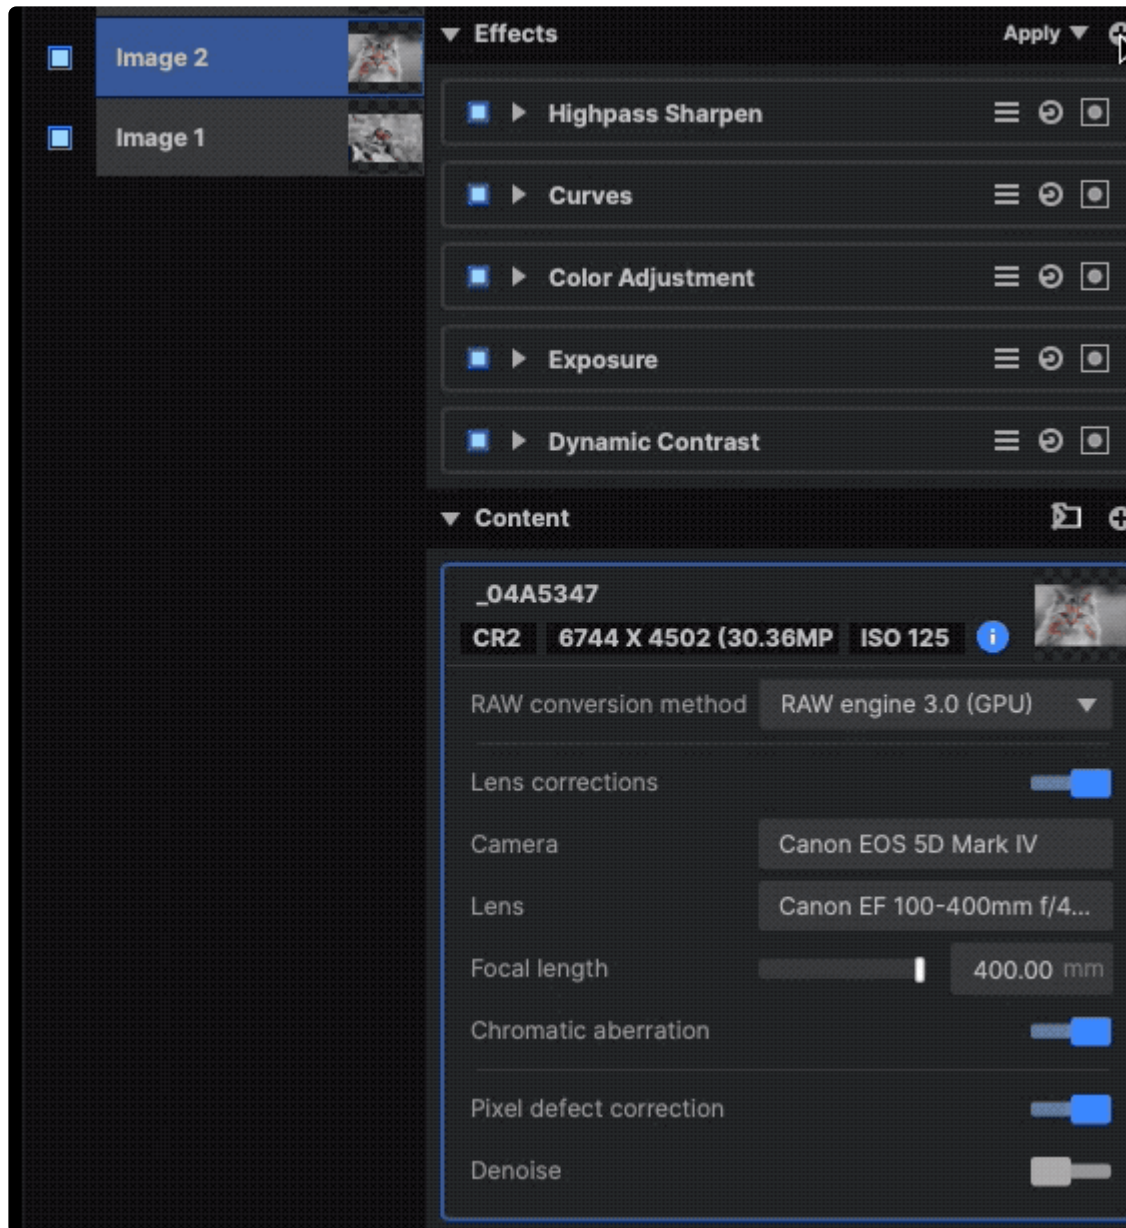 Image 2
Image 1
Effects
Apply
Highpass Sharpen
Curves
Color Adjustment
Exposure
Dynamic Contrast
Content
_04A5347
CR2 6744 X 4502 (30.36MP ISO 125
RAW conversion method RAW engine 3.0 (GPU)
Lens corrections
Camera Canon EOS 5D Mark IV
Lens Canon EF 100-400mm f/4...
Focal length 400.00 mm
Chromatic aberration
Pixel defect correction
Denoise